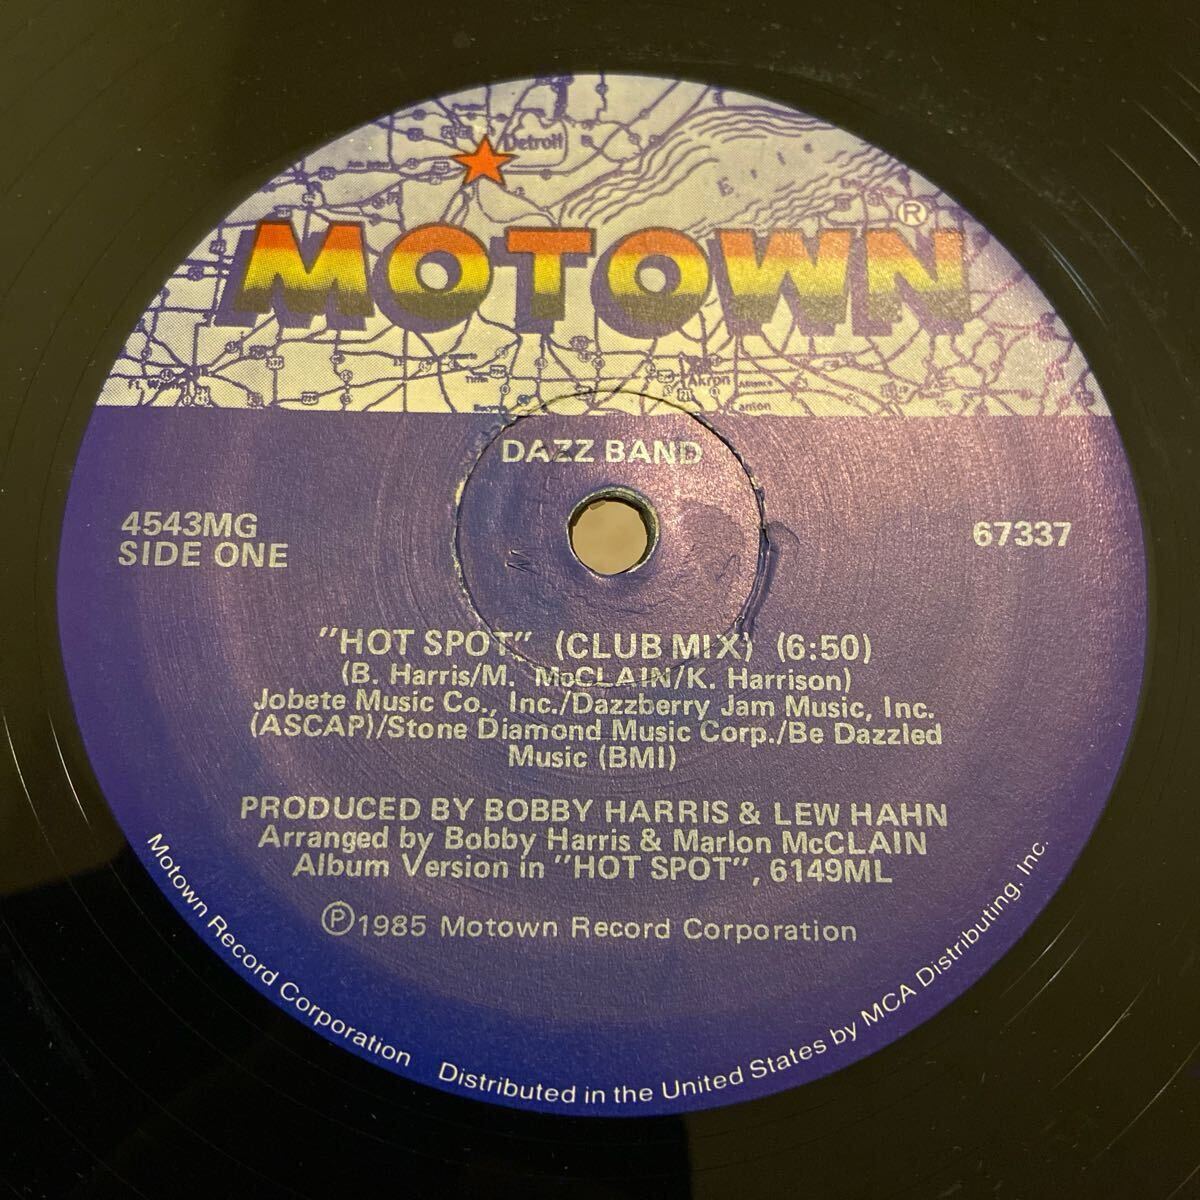 Detroit
E r i e
MOTOWN®
Ft. Wayne
Akron
DAZZ BAND
4543MG
SIDE ONE
67337
"HOT SPOT" (CLUB MIX) (6:50)
(B. Harris/M. McCLAIN/K. Harrison)
Jobete Music Co., Inc./Dazzberry Jam Music, Inc.
(ASCAP)/Stone Diamond Music Corp./Be Dazzled
Music (BMI)
PRODUCED BY BOBBY HARRIS & LEW HAHN
Arranged by Bobby Harris & Marlon McCLAIN
Album Version in "HOT SPOT", 6149ML
℗1985 Motown Record Corporation
Motown Record Corporation Distributed in the United States by MCA Distributing, Inc.